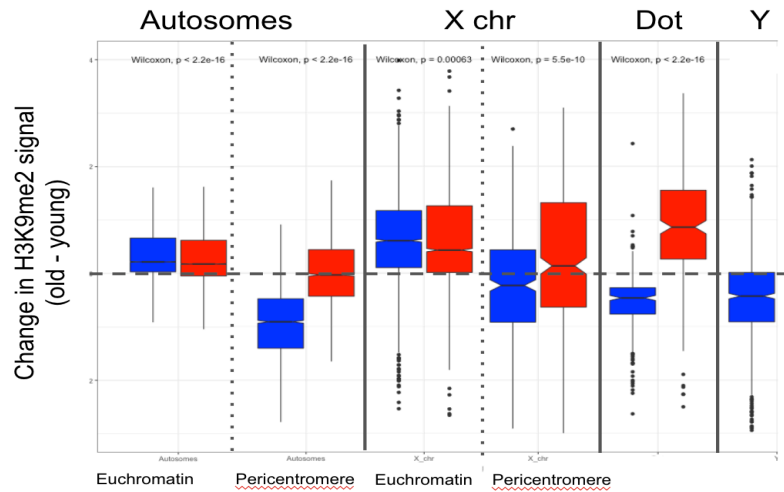 Autosomes X chr Dot Y
Wilcoxon, p < 2.2e-16 Wilcoxon, p < 2.2e-16 Wilcoxon, p = 0.00063 Wilcoxon, p = 5.5e-10 Wilcoxon, p < 2.2e-16
4
2
2
Change in H3K9me2 signal
(old - young)
Autosomes Autosomes X_chr X_chr Y
Euchromatin Pericentromere Euchromatin Pericentromere